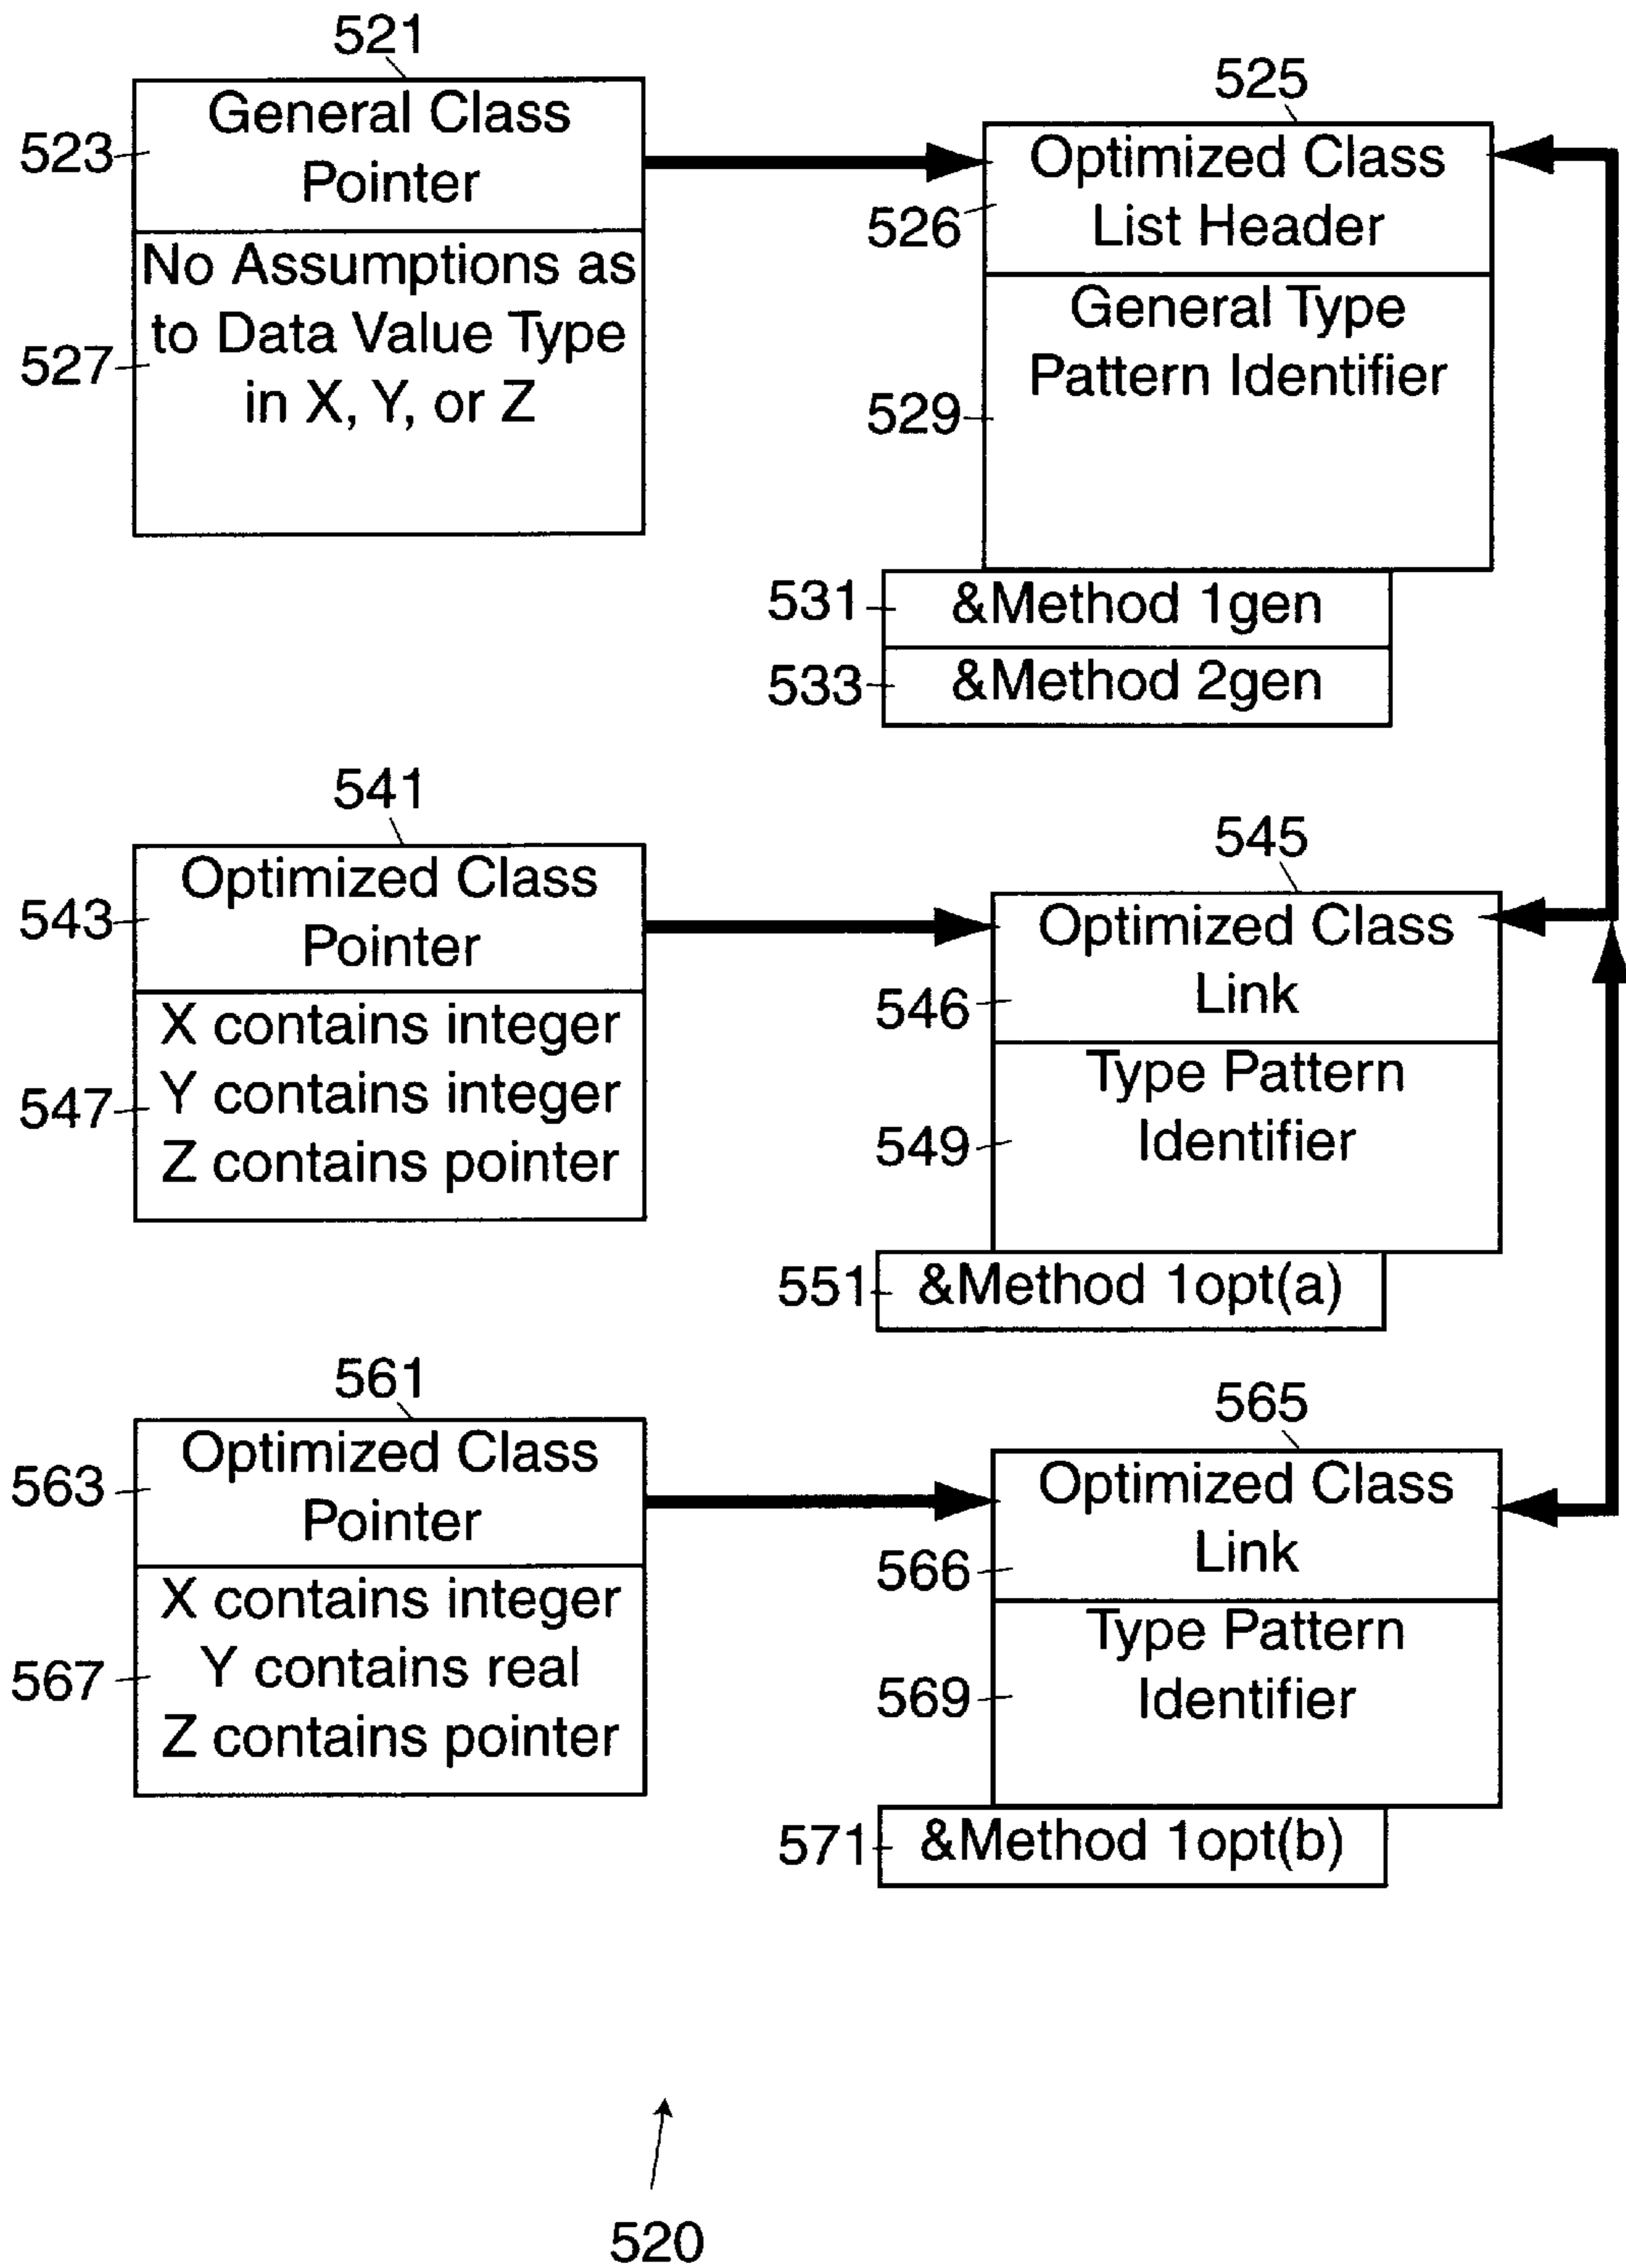 521
General Class
Pointer
523
No Assumptions as
to Data Value Type
in X, Y, or Z
527
525
Optimized Class
List Header
526
General Type
Pattern Identifier
529
531
&Method 1gen
533
&Method 2gen
541
Optimized Class
Pointer
543
X contains integer
Y contains integer
Z contains pointer
547
545
Optimized Class
Link
546
Type Pattern
Identifier
549
551
&Method 1opt(a)
561
Optimized Class
Pointer
563
X contains integer
Y contains real
Z contains pointer
567
565
Optimized Class
Link
566
Type Pattern
Identifier
569
571
&Method 1opt(b)
520